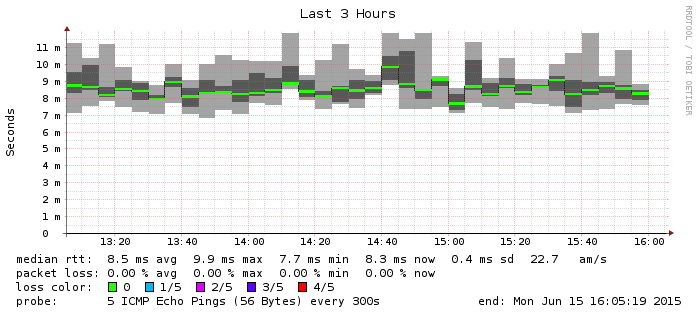 Last 3 Hours
RRDTOOL / TOBI OETIKER
Seconds
11 m
10 m
9 m
8 m
7 m
6 m
5 m
4 m
3 m
2 m
1 m
0
13:20 13:40 14:00 14:20 14:40 15:00 15:20 15:40 16:00
median rtt: 8.5 ms avg 9.9 ms max 7.7 ms min 8.3 ms now 0.4 ms sd 22.7 am/s
packet loss: 0.00 % avg 0.00 % max 0.00 % min 0.00 % now
loss color: 0 1/5 2/5 3/5 4/5
probe: 5 ICMP Echo Pings (56 Bytes) every 300s end: Mon Jun 15 16:05:19 2015